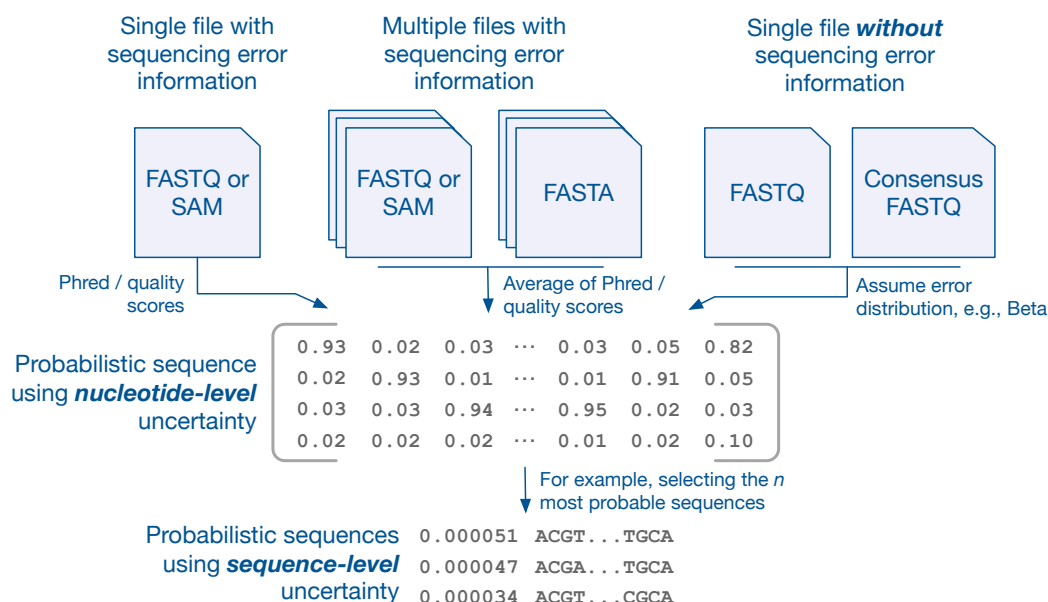 Single file with
sequencing error
information
Multiple files with
sequencing error
information
Single file without
sequencing error
information
FASTQ or
SAM
FASTQ or
SAM
FASTA
FASTQ
Consensus
FASTQ
Phred / quality
scores
Average of Phred /
quality scores
Assume error
distribution, e.g., Beta
Probabilistic sequence
using nucleotide-level
uncertainty
0.93 0.02 0.03 ··· 0.03 0.05 0.82
0.02 0.93 0.01 ··· 0.01 0.91 0.05
0.03 0.03 0.94 ··· 0.95 0.02 0.03
0.02 0.02 0.02 ··· 0.01 0.02 0.10
For example, selecting the n
most probable sequences
Probabilistic sequences
using sequence-level
uncertainty
0.000051 ACGT...TGCA
0.000047 ACGA...TGCA
0.000034 ACGT...CGCA